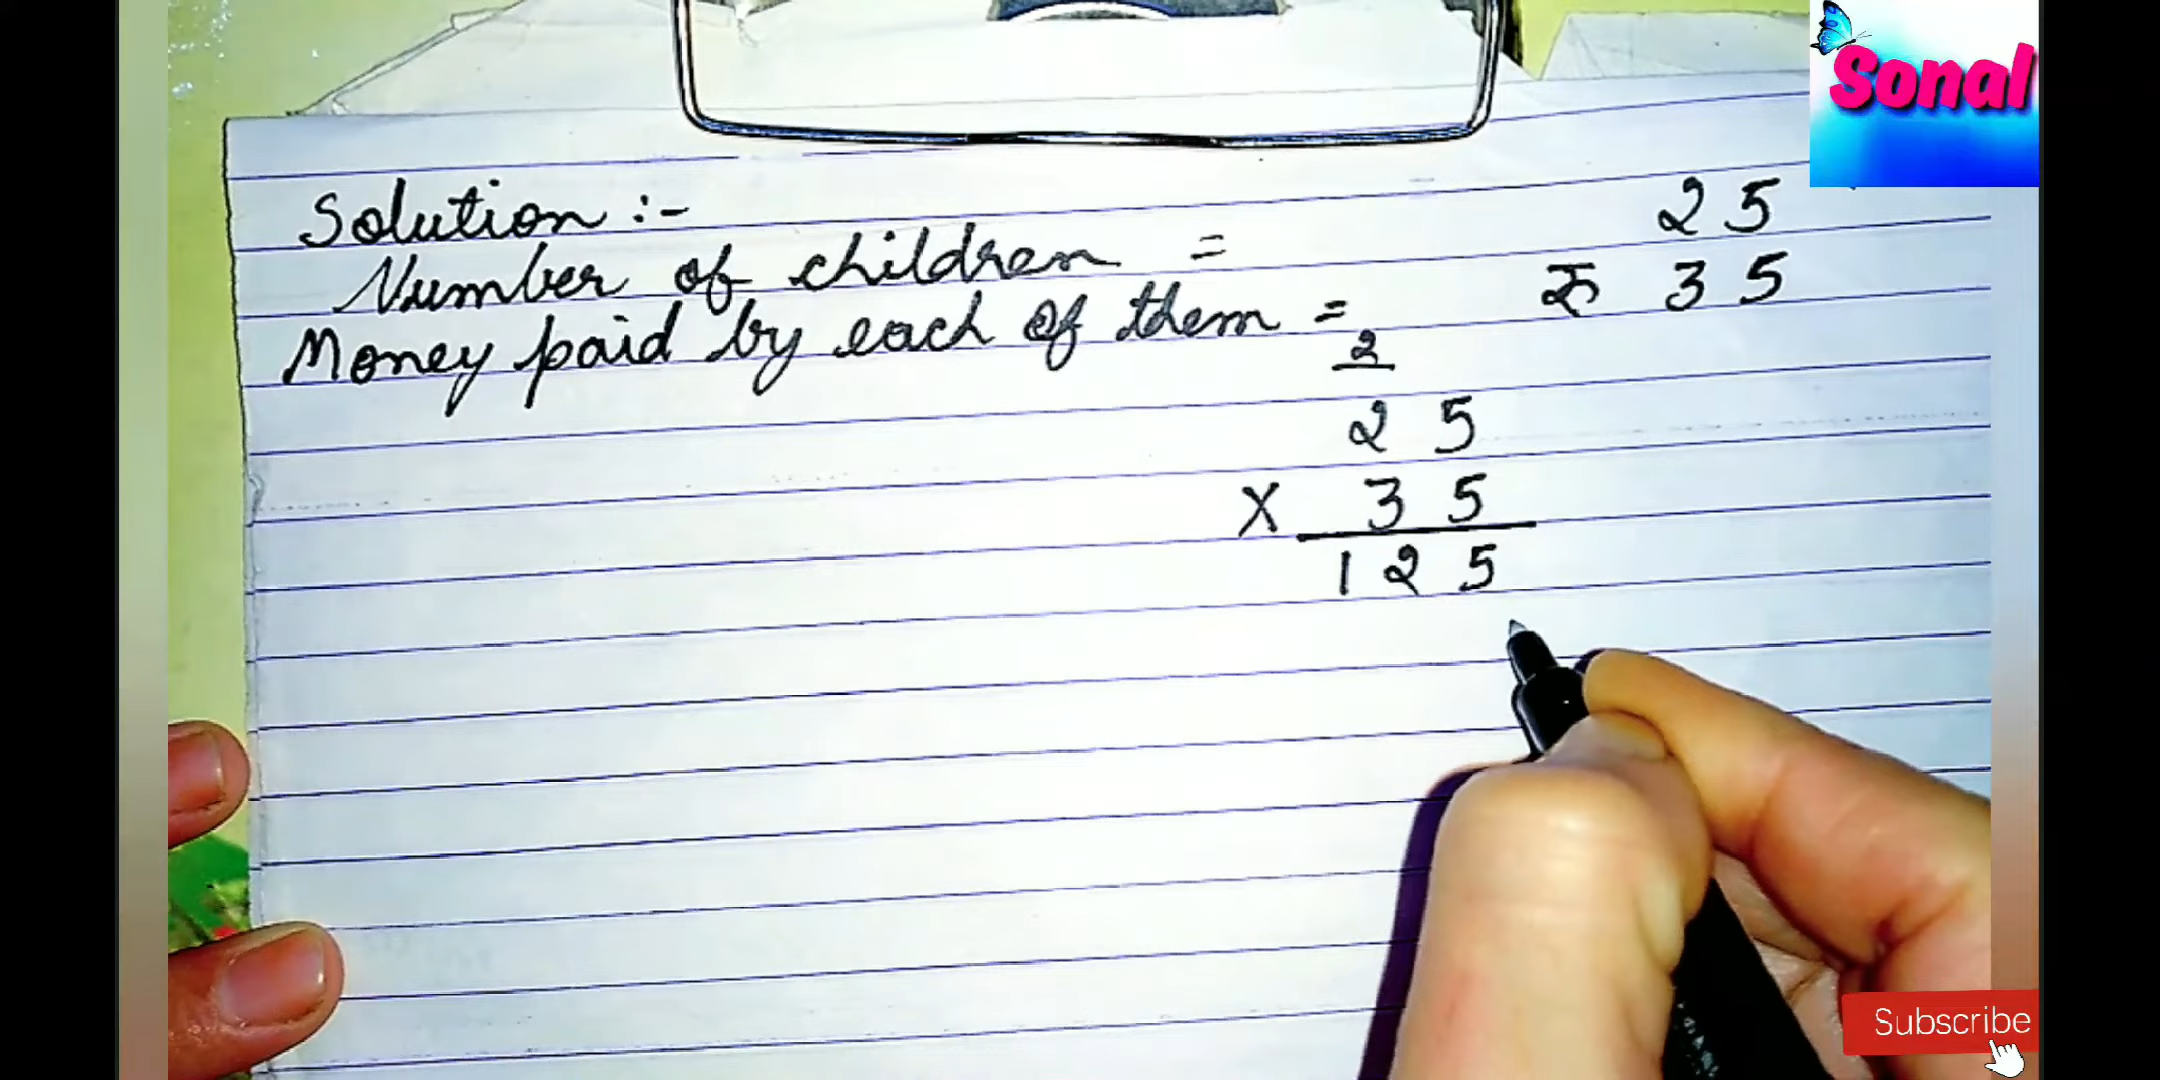 Sonal
Solution :-
Number of children = 25
Money paid by each of them = रु 35
2
25
X 35
125
Subscribe